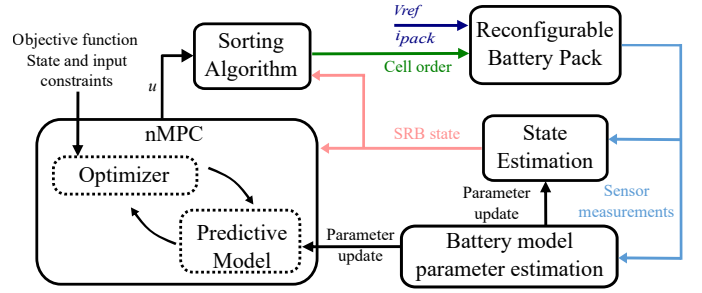 Objective function
State and input
constraints
u
Sorting
Algorithm
Vref
ipack
Cell order
Reconfigurable
Battery Pack
nMPC
Optimizer
Predictive
Model
SRB state
State
Estimation
Parameter
update
Sensor
measurements
Parameter
update
Battery model
parameter estimation